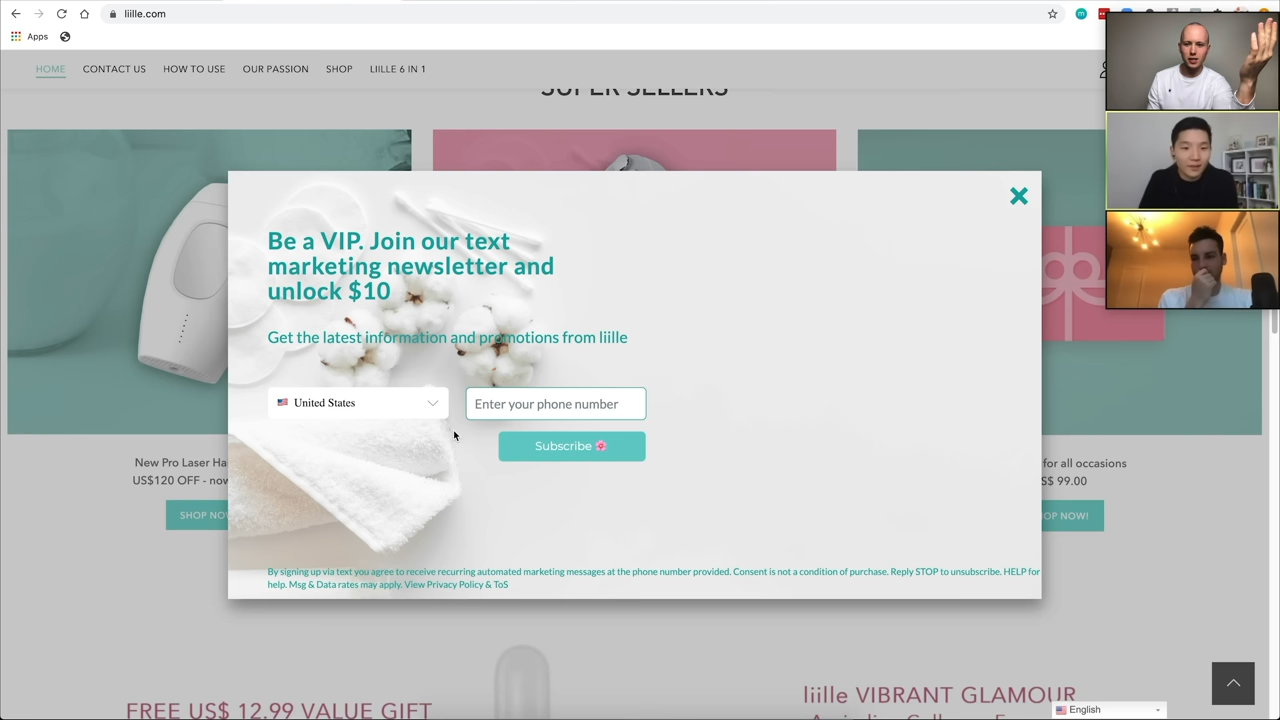 liille.com
Apps
HOME CONTACT US HOW TO USE OUR PASSION SHOP LIILLE 6 IN 1
SUPER SELLERS
Be a VIP. Join our text
marketing newsletter and
unlock $10
Get the latest information and promotions from liille
United States
Enter your phone number
Subscribe 🌸
By signing up via text you agree to receive recurring automated marketing messages at the phone number provided. Consent is not a condition of purchase. Reply STOP to unsubscribe. HELP for
help. Msg & Data rates may apply. View Privacy Policy & ToS
New Pro Laser
US$120 OFF
SHOP
for all occasions
99.00
NOW!
FREE US$ 12.99 VALUE GIFT
liille VIBRANT GLAMOUR
English